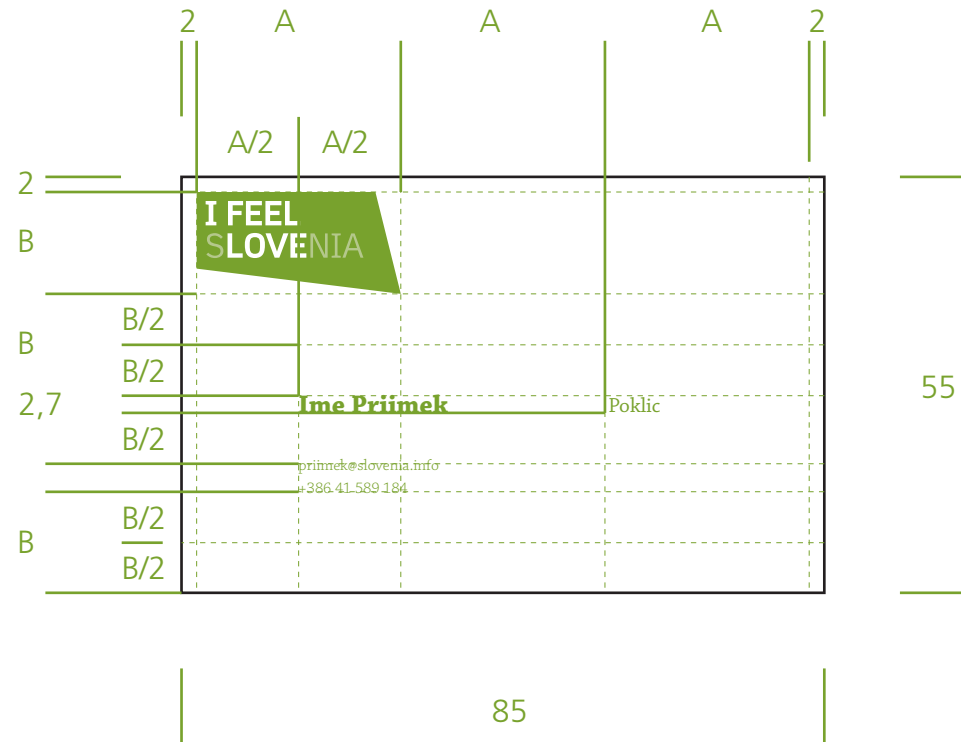 2 A A A 2
A/2 A/2
2
I FEEL
B
SLOVENIA
B/2
B
B/2
55
2,7
Ime Priimek Poklic
B/2
priimek@slovenia.info
+386 41 589 184
B/2
B
B/2
85